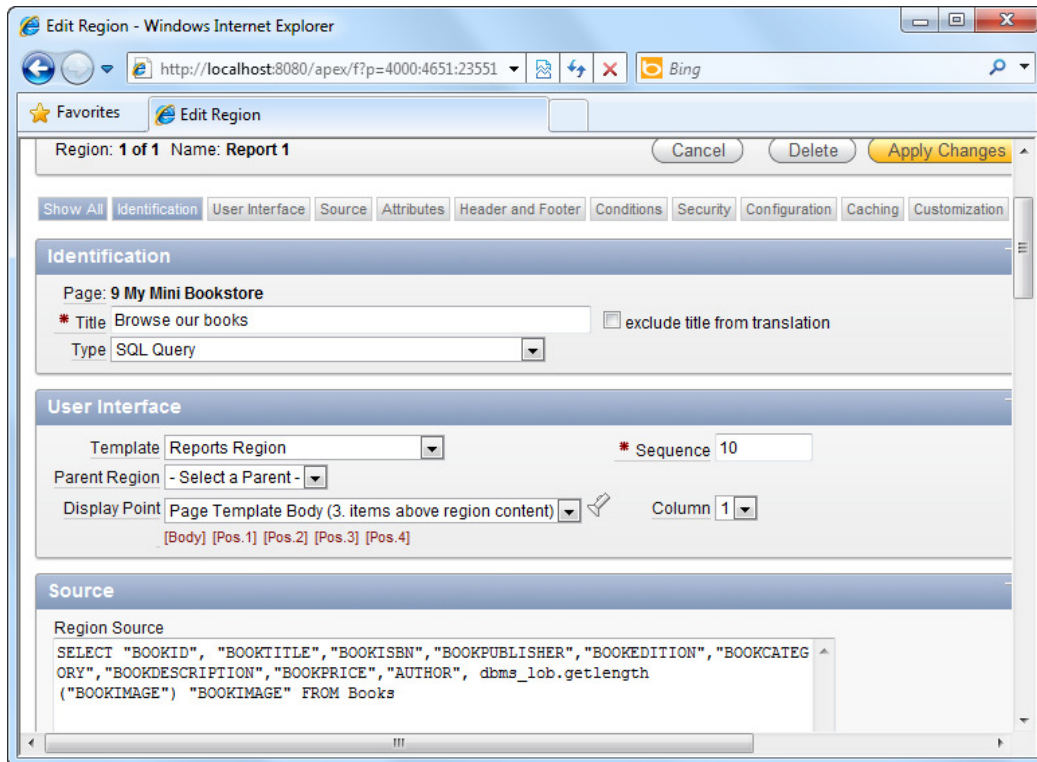 Edit Region - Windows Internet Explorer
http://localhost:8080/apex/f?p=4000:4651:23551
Bing
Favorites
Edit Region
Region: 1 of 1 Name: Report 1
Cancel
Delete
Apply Changes
Show All Identification User Interface Source Attributes Header and Footer Conditions Security Configuration Caching Customization
Identification
Page: 9 My Mini Bookstore
* Title Browse our books
exclude title from translation
Type SQL Query
User Interface
Template Reports Region
* Sequence 10
Parent Region - Select a Parent -
Display Point Page Template Body (3. items above region content)
Column 1
[Body] [Pos.1] [Pos.2] [Pos.3] [Pos.4]
Source
Region Source
SELECT "BOOKID", "BOOKTITLE","BOOKISBN","BOOKPUBLISHER","BOOKEDITION","BOOKCATEG
ORY","BOOKDESCRIPTION","BOOKPRICE","AUTHOR", dbms_lob.getlength
("BOOKIMAGE") "BOOKIMAGE" FROM Books